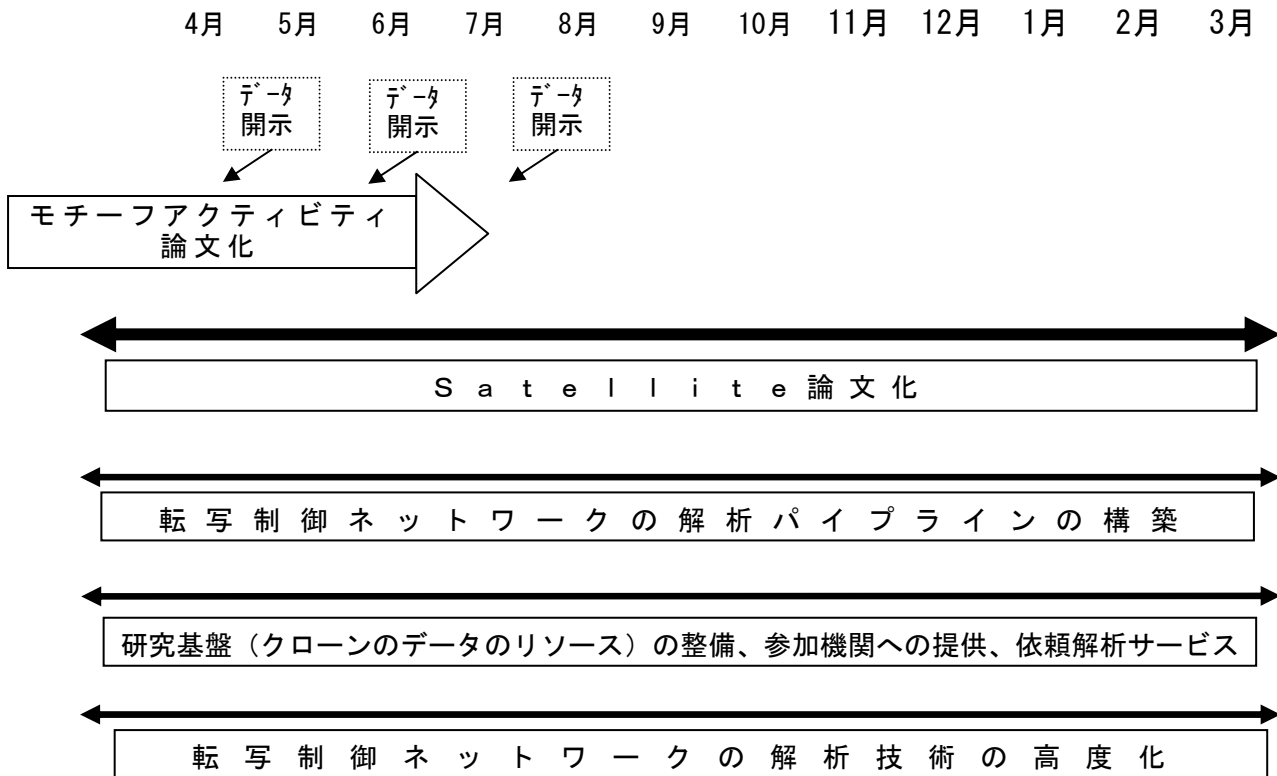 4月 5月 6月 7月 8月 9月 10月 11月 12月 1月 2月 3月
ﾃﾞｰﾀ ﾃﾞｰﾀ ﾃﾞｰﾀ
開示 開示 開示
モチーフアクティビティ
論文化
Ｓａｔｅｌｌｉｔｅ論文化
転写制御ネットワークの解析パイプラインの構築
研究基盤（クローンのデータのリソース）の整備、参加機関への提供、依頼解析サービス
転写制御ネットワークの解析技術の高度化